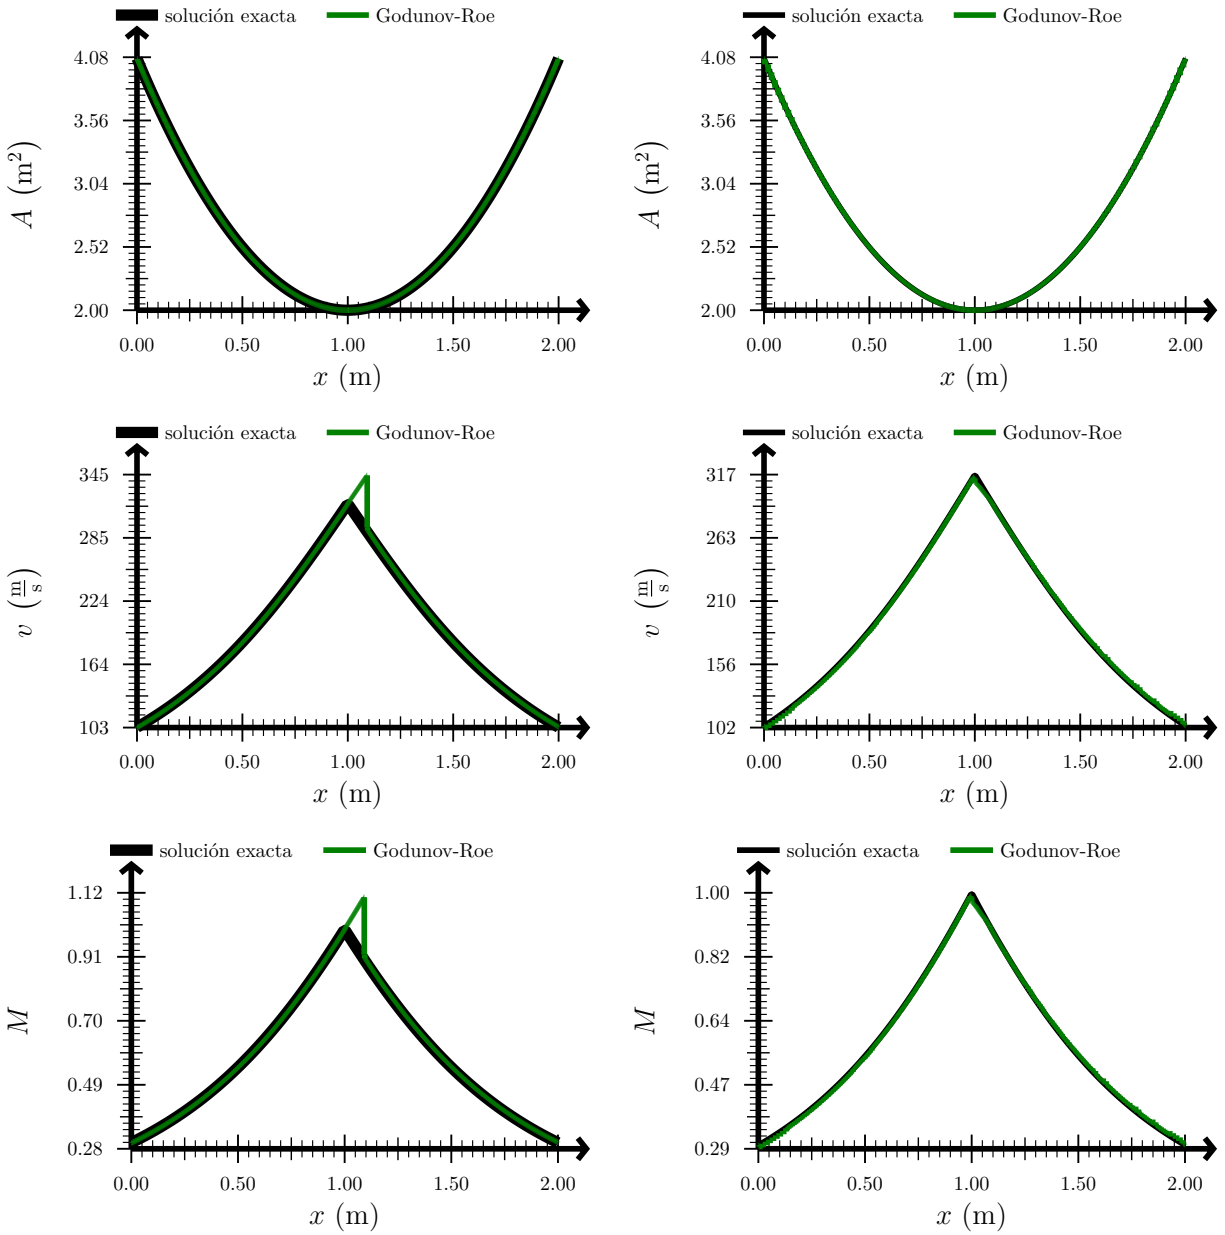 solución exacta Godunov-Roe
4.08
3.56
3.04
2.52
2.00
A (m²)
0.00 0.50 1.00 1.50 2.00
x (m)
solución exacta Godunov-Roe
4.08
3.56
3.04
2.52
2.00
A (m²)
0.00 0.50 1.00 1.50 2.00
x (m)
solución exacta Godunov-Roe
345
285
224
164
103
v (m/s)
0.00 0.50 1.00 1.50 2.00
x (m)
solución exacta Godunov-Roe
317
263
210
156
102
v (m/s)
0.00 0.50 1.00 1.50 2.00
x (m)
solución exacta Godunov-Roe
1.12
0.91
0.70
0.49
0.28
M
0.00 0.50 1.00 1.50 2.00
x (m)
solución exacta Godunov-Roe
1.00
0.82
0.64
0.47
0.29
M
0.00 0.50 1.00 1.50 2.00
x (m)